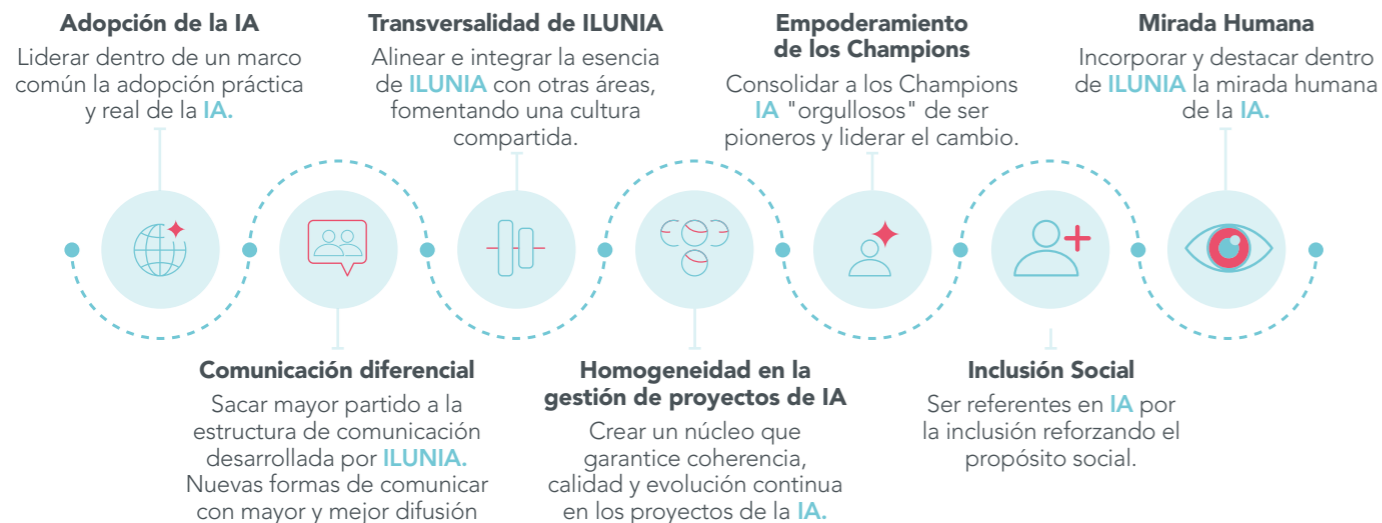 Adopción de la IA
Liderar dentro de un marco
común la adopción práctica
y real de la IA.
Comunicación diferencial
Sacar mayor partido a la
estructura de comunicación
desarrollada por ILUNIA.
Nuevas formas de comunicar
con mayor y mejor difusión
Transversalidad de ILUNIA
Alinear e integrar la esencia
de ILUNIA con otras áreas,
fomentando una cultura
compartida.
Homogeneidad en la
gestión de proyectos de IA
Crear un núcleo que
garantice coherencia,
calidad y evolución continua
en los proyectos de la IA.
Empoderamiento
de los Champions
Consolidar a los Champions
IA "orgullosos" de ser
pioneros y liderar el cambio.
Inclusión Social
Ser referentes en IA por
la inclusión reforzando el
propósito social.
Mirada Humana
Incorporar y destacar dentro
de ILUNIA la mirada humana
de la IA.